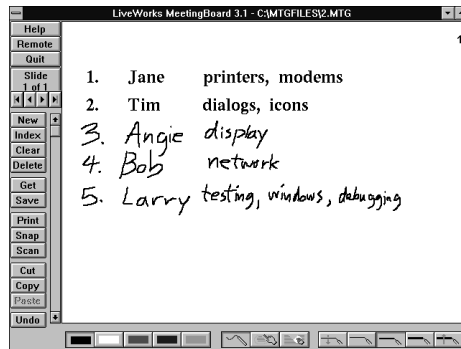 LiveWorks MeetingBoard 3.1 - C:\MTGFILES\2.MTG
Help
Remote
Quit
Slide
1 of 1
New
Index
Clear
Delete
Get
Save
Print
Snap
Scan
Cut
Copy
Paste
Undo
1
1. Jane printers, modems
2. Tim dialogs, icons
3. Angie display
4. Bob network
5. Larry testing, windows, debugging